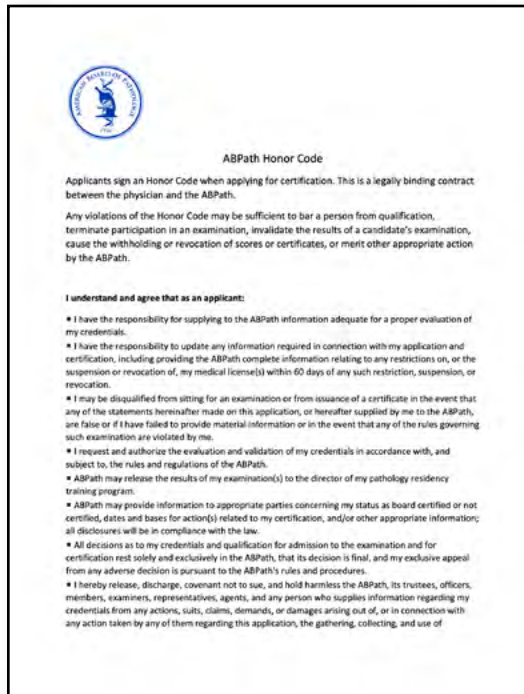 AMERICAN BOARD OF PATHOLOGY
1936
ABPath Honor Code
Applicants sign an Honor Code when applying for certification. This is a legally binding contract
between the physician and the ABPath.
Any violations of the Honor Code may be sufficient to bar a person from qualification,
terminate participation in an examination, invalidate the results of a candidate's examination,
cause the withholding or revocation of scores or certificates, or merit other appropriate action
by the ABPath.
I understand and agree that as an applicant:
▪ I have the responsibility for supplying to the ABPath information adequate for a proper evaluation of
my credentials.
▪ I have the responsibility to update any information required in connection with my application and
certification, including providing the ABPath complete information relating to any restrictions on, or the
suspension or revocation of, my medical license(s) within 60 days of any such restriction, suspension, or
revocation.
▪ I may be disqualified from sitting for an examination or from issuance of a certificate in the event that
any of the statements hereinafter made on this application, or hereafter supplied by me to the ABPath,
are false or if I have failed to provide material information or in the event that any of the rules governing
such examination are violated by me.
▪ I request and authorize the evaluation and validation of my credentials in accordance with, and
subject to, the rules and regulations of the ABPath.
▪ ABPath may release the results of my examination(s) to the director of my pathology residency
training program.
▪ ABPath may provide information to appropriate parties concerning my status as board certified or not
certified, dates and bases for action(s) related to my certification, and/or other appropriate information;
all disclosures will be in compliance with the law.
▪ All decisions as to my credentials and qualification for admission to the examination and for
certification rest solely and exclusively in the ABPath, that its decision is final, and my exclusive appeal
from any adverse decision is pursuant to the ABPath's rules and procedures.
▪ I hereby release, discharge, covenant not to sue, and hold harmless the ABPath, its trustees, officers,
members, examiners, representatives, agents, and any person who supplies information regarding my
credentials from any actions, suits, claims, demands, or damages arising out of, or in connection with
any action taken by any of them regarding this application, the gathering, collecting, and use of